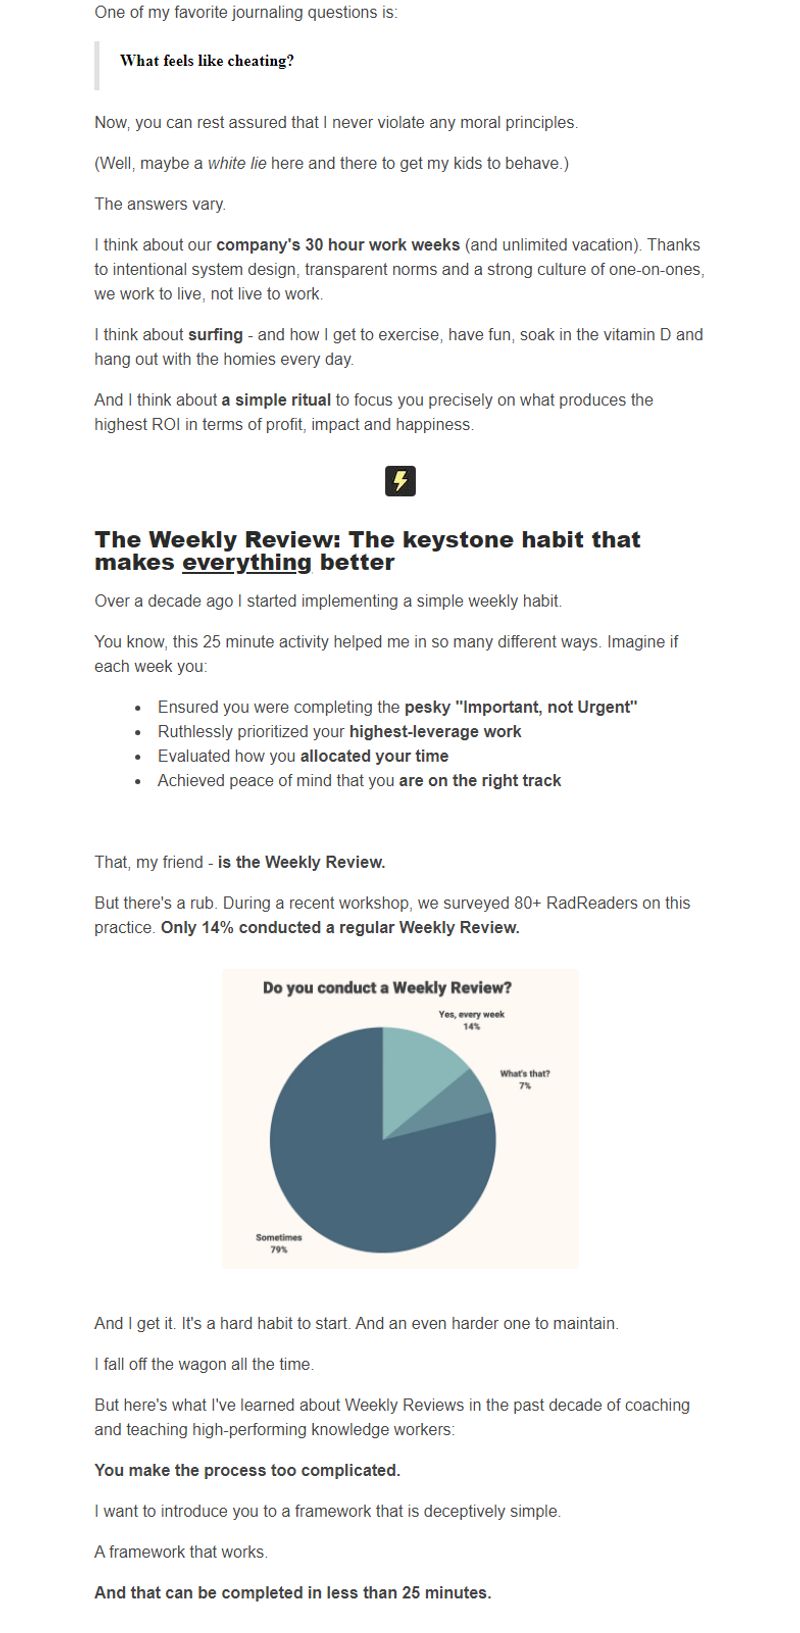 One of my favorite journaling questions is:
What feels like cheating?
Now, you can rest assured that I never violate any moral principles.
(Well, maybe a white lie here and there to get my kids to behave.)
The answers vary.
I think about our company's 30 hour work weeks (and unlimited vacation). Thanks
to intentional system design, transparent norms and a strong culture of one-on-ones,
we work to live, not live to work.
I think about surfing - and how I get to exercise, have fun, soak in the vitamin D and
hang out with the homies every day.
And I think about a simple ritual to focus you precisely on what produces the
highest ROI in terms of profit, impact and happiness.
The Weekly Review: The keystone habit that
makes everything better
Over a decade ago I started implementing a simple weekly habit.
You know, this 25 minute activity helped me in so many different ways. Imagine if
each week you:
• Ensured you were completing the pesky "Important, not Urgent"
• Ruthlessly prioritized your highest-leverage work
• Evaluated how you allocated your time
• Achieved peace of mind that you are on the right track
That, my friend - is the Weekly Review.
But there's a rub. During a recent workshop, we surveyed 80+ RadReaders on this
practice. Only 14% conducted a regular Weekly Review.
Do you conduct a Weekly Review?
Yes, every week
14%
What's that?
7%
Sometimes
79%
And I get it. It's a hard habit to start. And an even harder one to maintain.
I fall off the wagon all the time.
But here's what I've learned about Weekly Reviews in the past decade of coaching
and teaching high-performing knowledge workers:
You make the process too complicated.
I want to introduce you to a framework that is deceptively simple.
A framework that works.
And that can be completed in less than 25 minutes.